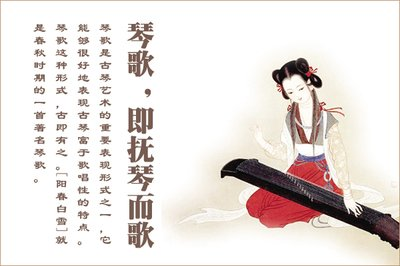 琴歌，即抚琴而歌
琴歌是古琴艺术的重要表现形式之一，它
能够很好地表现古琴富于歌唱性的特点。
琴歌这种形式，古即有之。[阳春白雪]就
是春秋时期的一首著名琴歌。